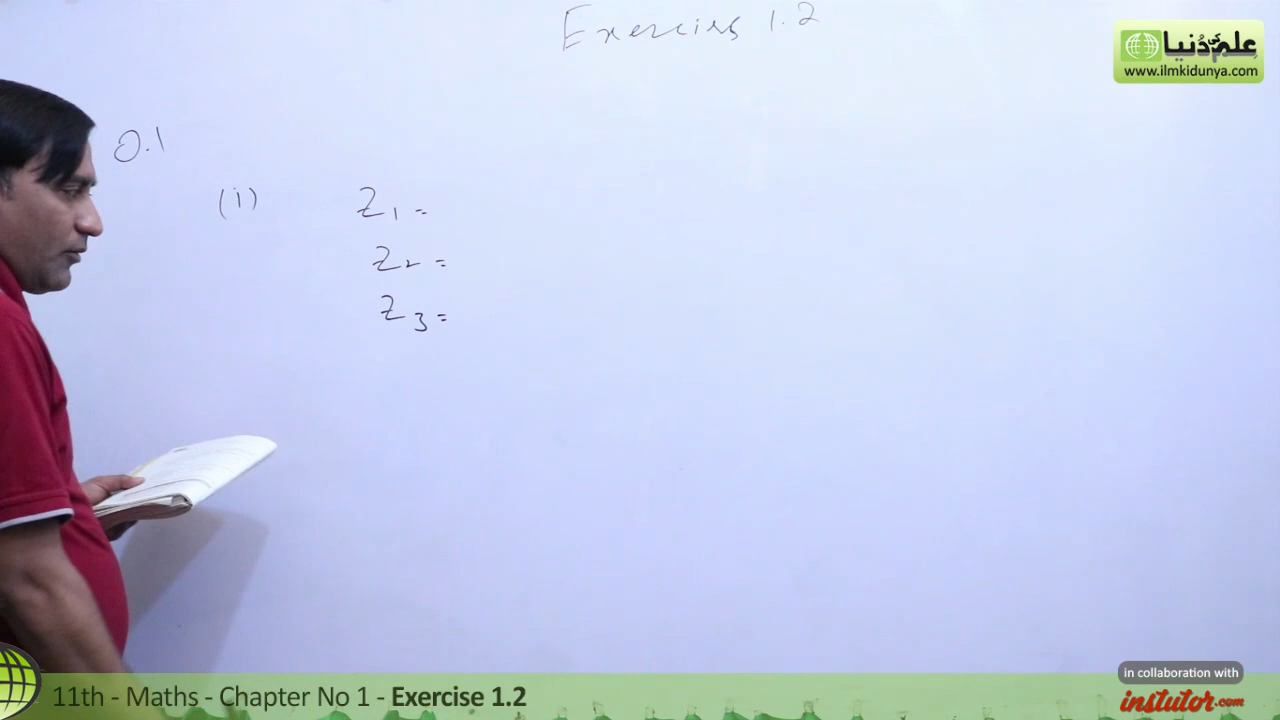 Exercise 1.2
علم کی دُنیا
www.ilmkidunya.com
Q.1
(i) Z1 =
Z2 =
Z3 =
in collaboration with
instutor.com
11th - Maths - Chapter No 1 - Exercise 1.2